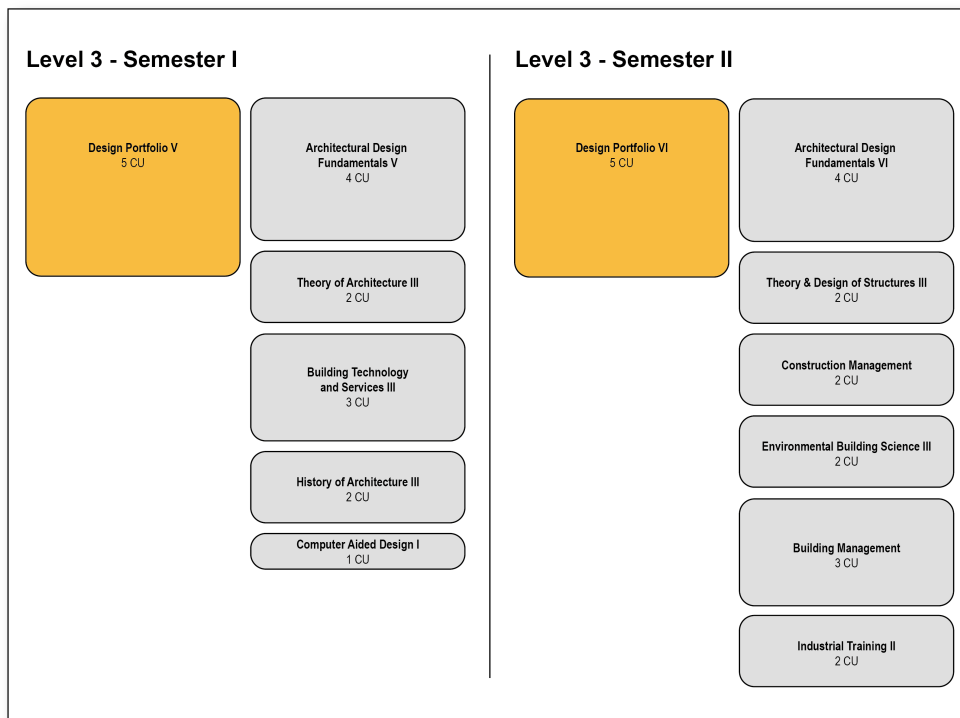 Level 3 - Semester I
Design Portfolio V
5 CU
Architectural Design
Fundamentals V
4 CU
Theory of Architecture III
2 CU
Building Technology
and Services III
3 CU
History of Architecture III
2 CU
Computer Aided Design I
1 CU
Level 3 - Semester II
Design Portfolio VI
5 CU
Architectural Design
Fundamentals VI
4 CU
Theory & Design of Structures III
2 CU
Construction Management
2 CU
Environmental Building Science III
2 CU
Building Management
3 CU
Industrial Training II
2 CU